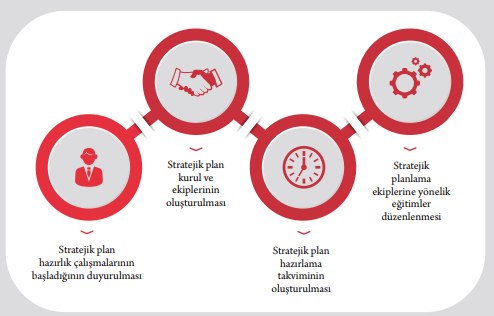 Stratejik plan
hazırlık çalışmalarının
başladığının duyurulması
Stratejik plan
kurul ve
ekiplerinin
oluşturulması
Stratejik plan
hazırlama
takviminin
oluşturulması
Stratejik
planlama
ekiplerine yönelik
eğitimler
düzenlenmesi